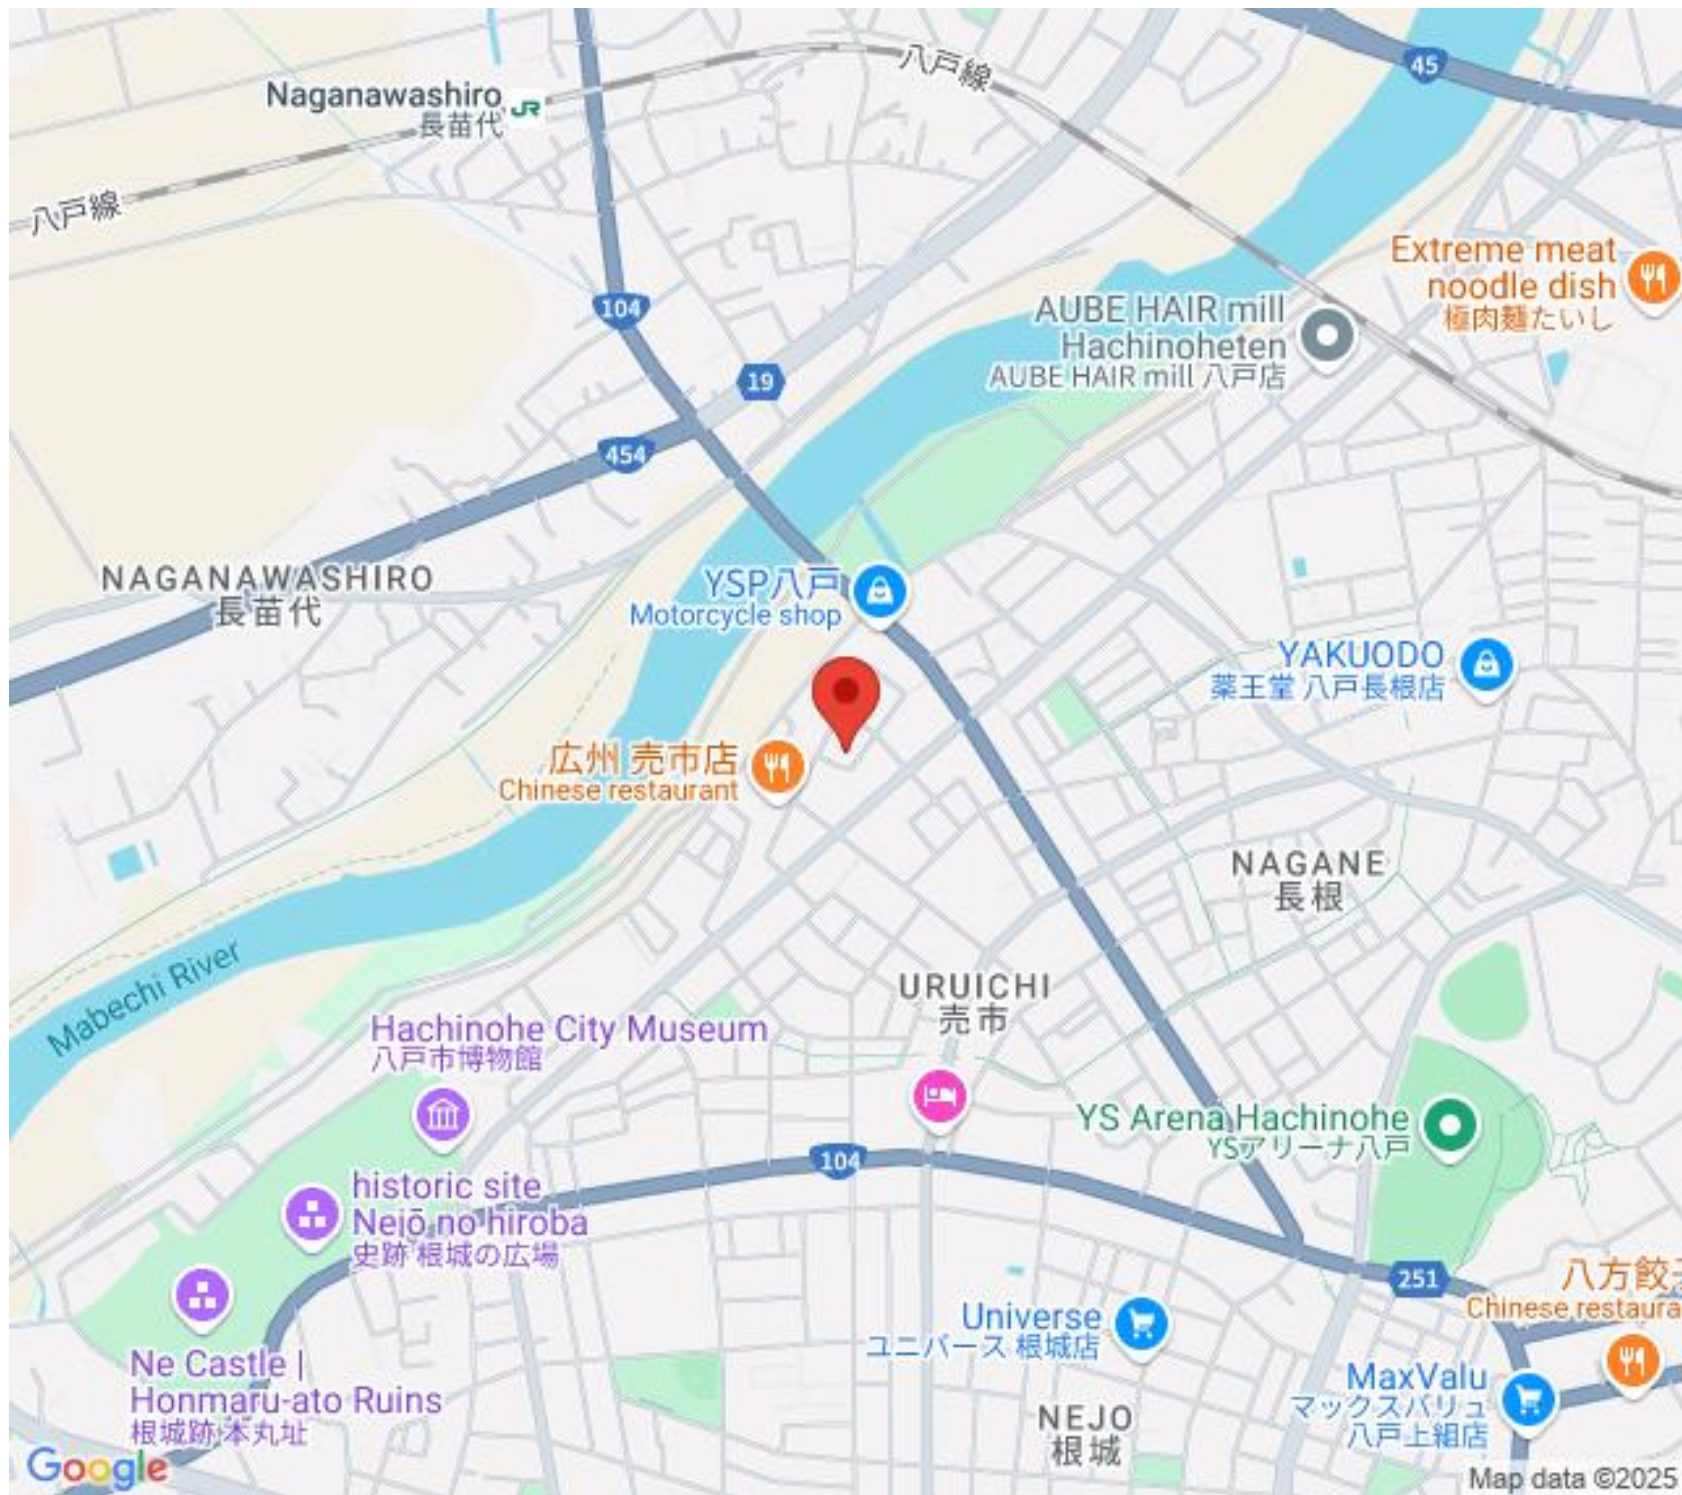 45
八戸線
Naganawashiro
長苗代
八戸線
Extreme meat
noodle dish
極肉麺たいし
104
AUBE HAIR mill
Hachinoheten
AUBE HAIR mill 八戸店
19
454
NAGANAWASHIRO
長苗代
YSP八戸
Motorcycle shop
YAKUODO
薬王堂 八戸長根店
広州 売市店
Chinese restaurant
NAGANE
長根
Mabechi River
URUICHI
売市
Hachinohe City Museum
八戸市博物館
YS Arena Hachinohe
YSアリーナ八戸
104
historic site
Nejō no hiroba
史跡 根城の広場
251
八方餃子
Chinese restaura
Universe
ユニバース 根城店
Ne Castle |
Honmaru-ato Ruins
根城跡 本丸址
MaxValu
マックスバリュ
八戸上組店
NEJO
根城
Google
Map data ©2025